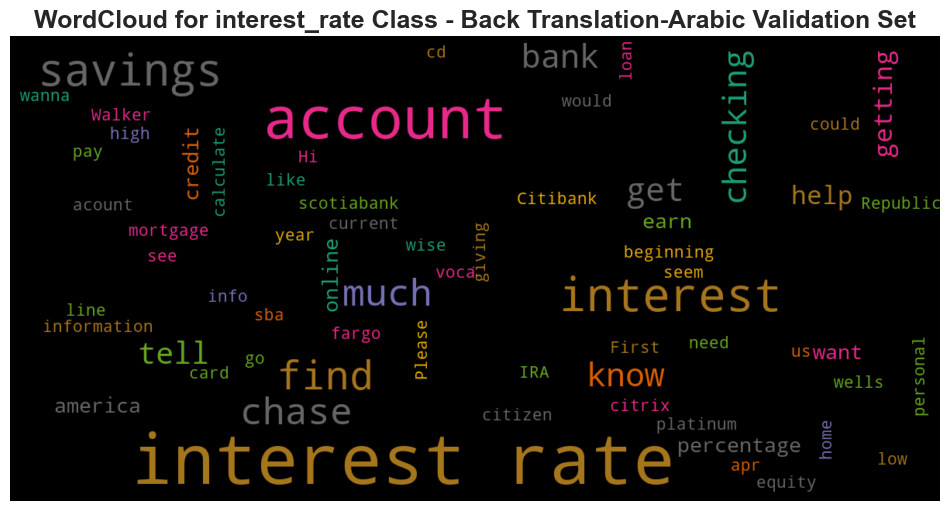 WordCloud for interest_rate Class - Back Translation-Arabic Validation Set
savings
cd
bank
loan
checking
getting
wanna
would
Walker
account
high
could
pay
credit
calculate
Hi
like
get
help
acount
scotiabank
Citibank
Republic
current
earn
mortgage
year
wise
giving
see
online
beginning
voca
seem
info
much
interest
line
sba
information
fargo
Please
tell
First
need
us
want
go
card
find
IRA
know
wells
personal
america
chase
citizen
citrix
platinum
percentage
home
interest rate
apr
low
equity